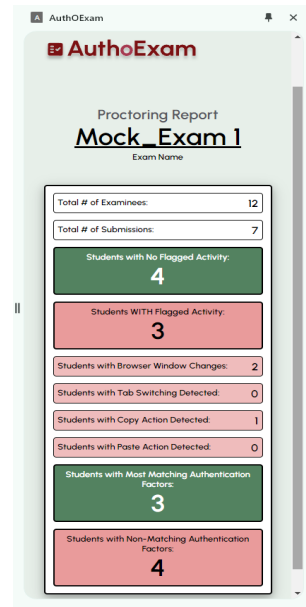 A AuthOExam
AuthoExam
Proctoring Report
Mock_Exam 1
Exam Name
Total # of Examinees: 12
Total # of Submissions: 7
Students with No Flagged Activity:
4
Students WITH Flagged Activity:
3
Students with Browser Window Changes: 2
Students with Tab Switching Detected: 0
Students with Copy Action Detected: 1
Students with Paste Action Detected: 0
Students with Most Matching Authentication
Factors:
3
Students with Non-Matching Authentication
Factors:
4